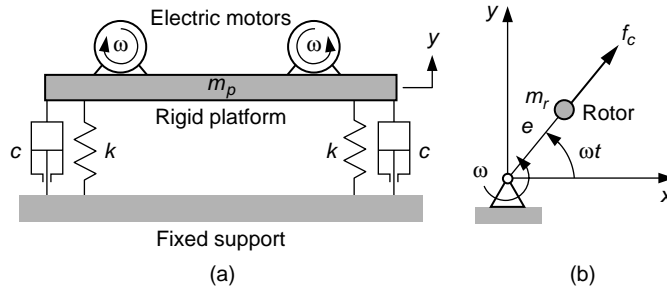 Electric motors
ω
ω
y
m_p
Rigid platform
c
k
k
c
Fixed support
(a)
y
f_c
m_r
Rotor
e
ωt
ω
x
(b)